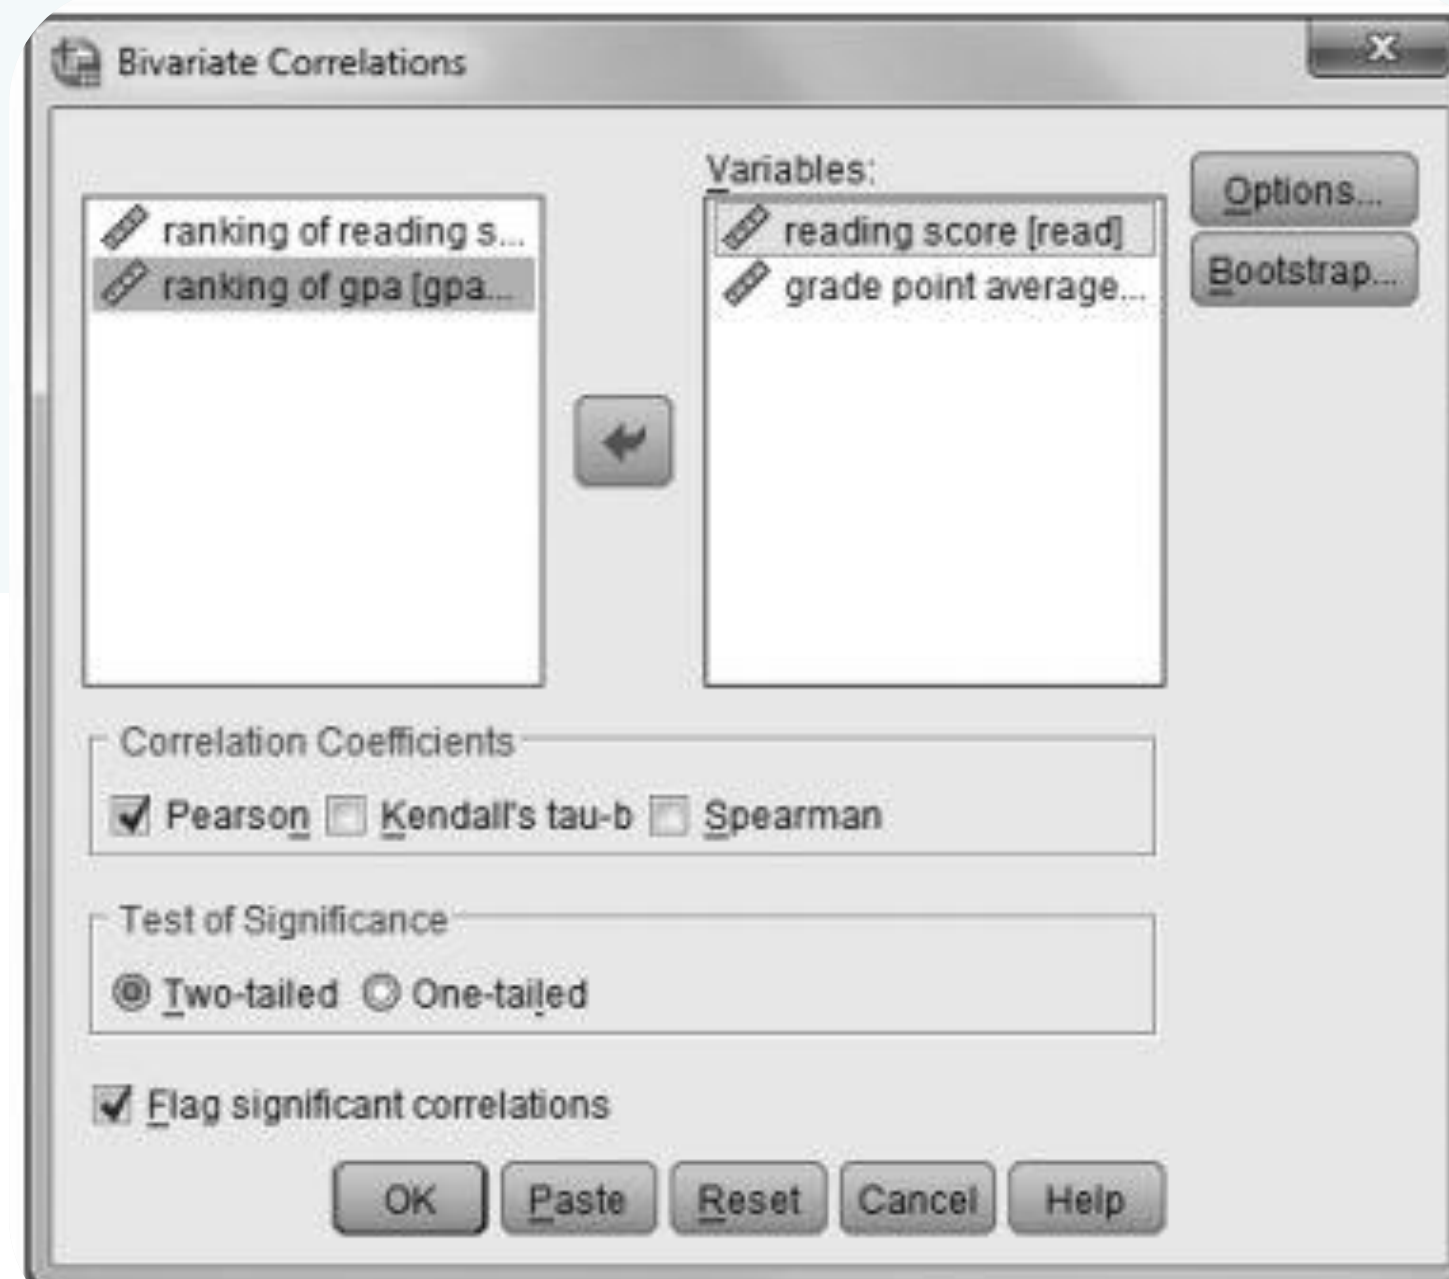 Bivariate Correlations
x
Variables:
Options...
ranking of reading s...
reading score [read]
Bootstrap...
ranking of gpa [gpa...
grade point average...
Correlation Coefficients
Pearson Kendall's tau-b Spearman
Test of Significance
Two-tailed One-tailed
Flag significant correlations
OK Paste Reset Cancel Help